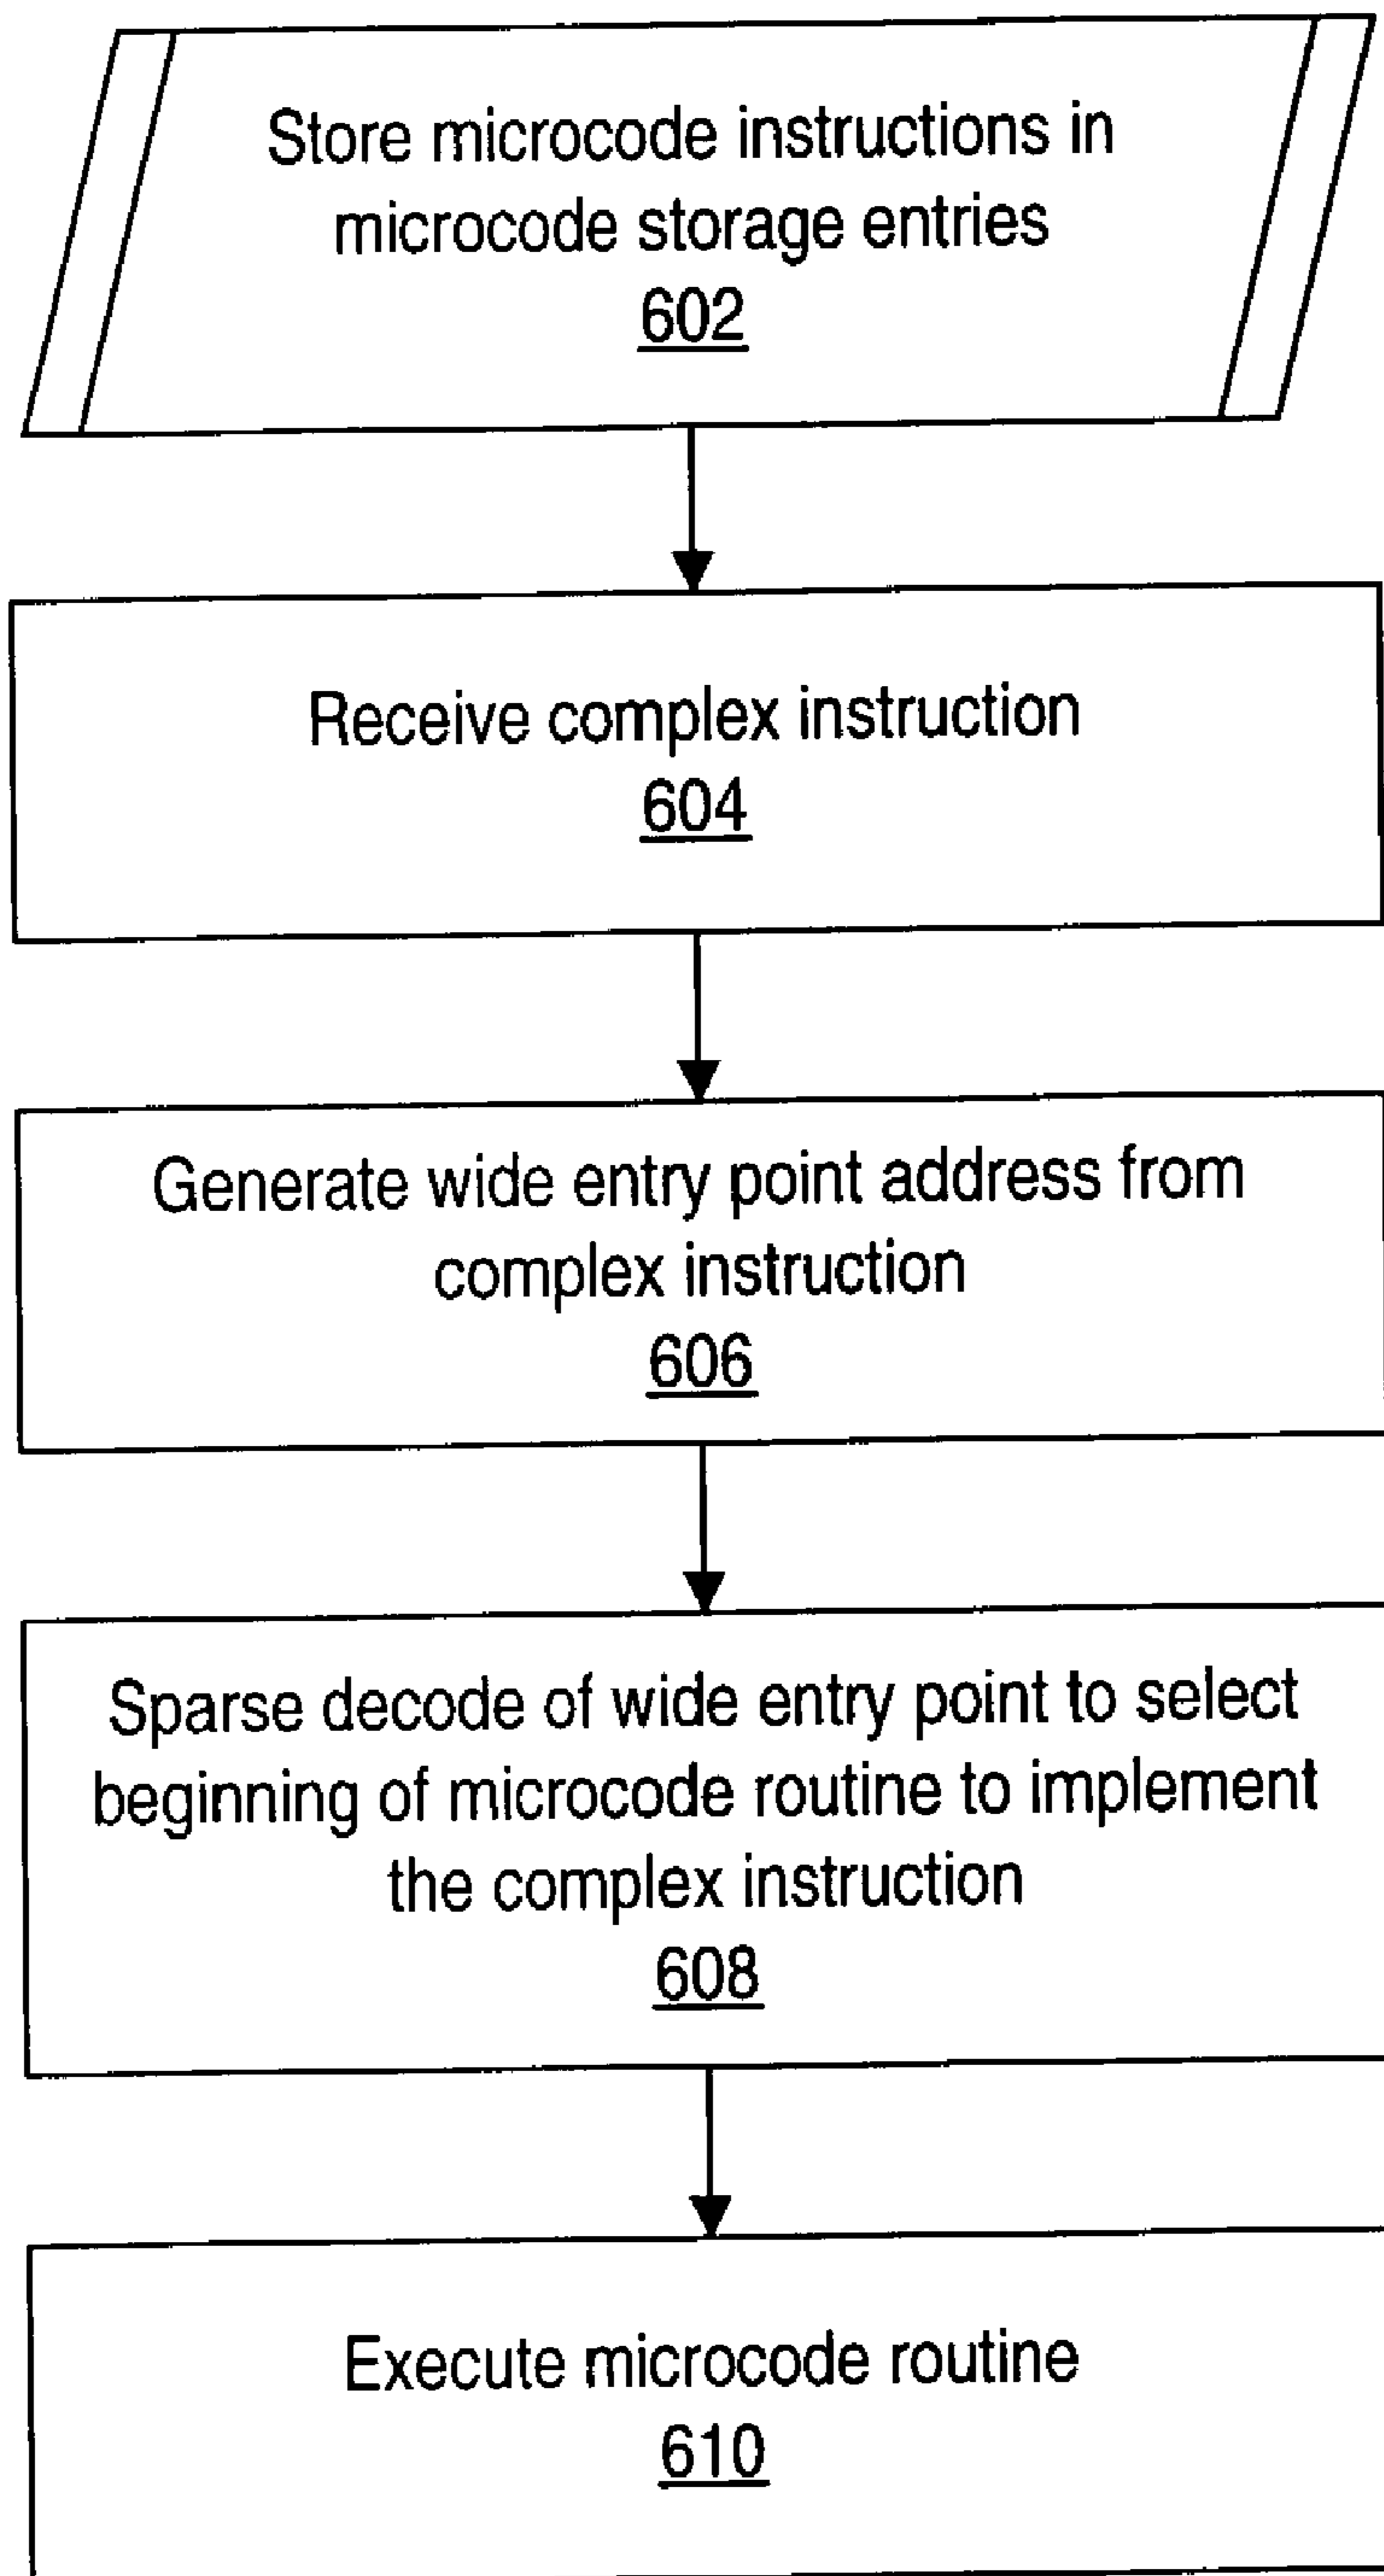 Store microcode instructions in
microcode storage entries
602
Receive complex instruction
604
Generate wide entry point address from
complex instruction
606
Sparse decode of wide entry point to select
beginning of microcode routine to implement
the complex instruction
608
Execute microcode routine
610